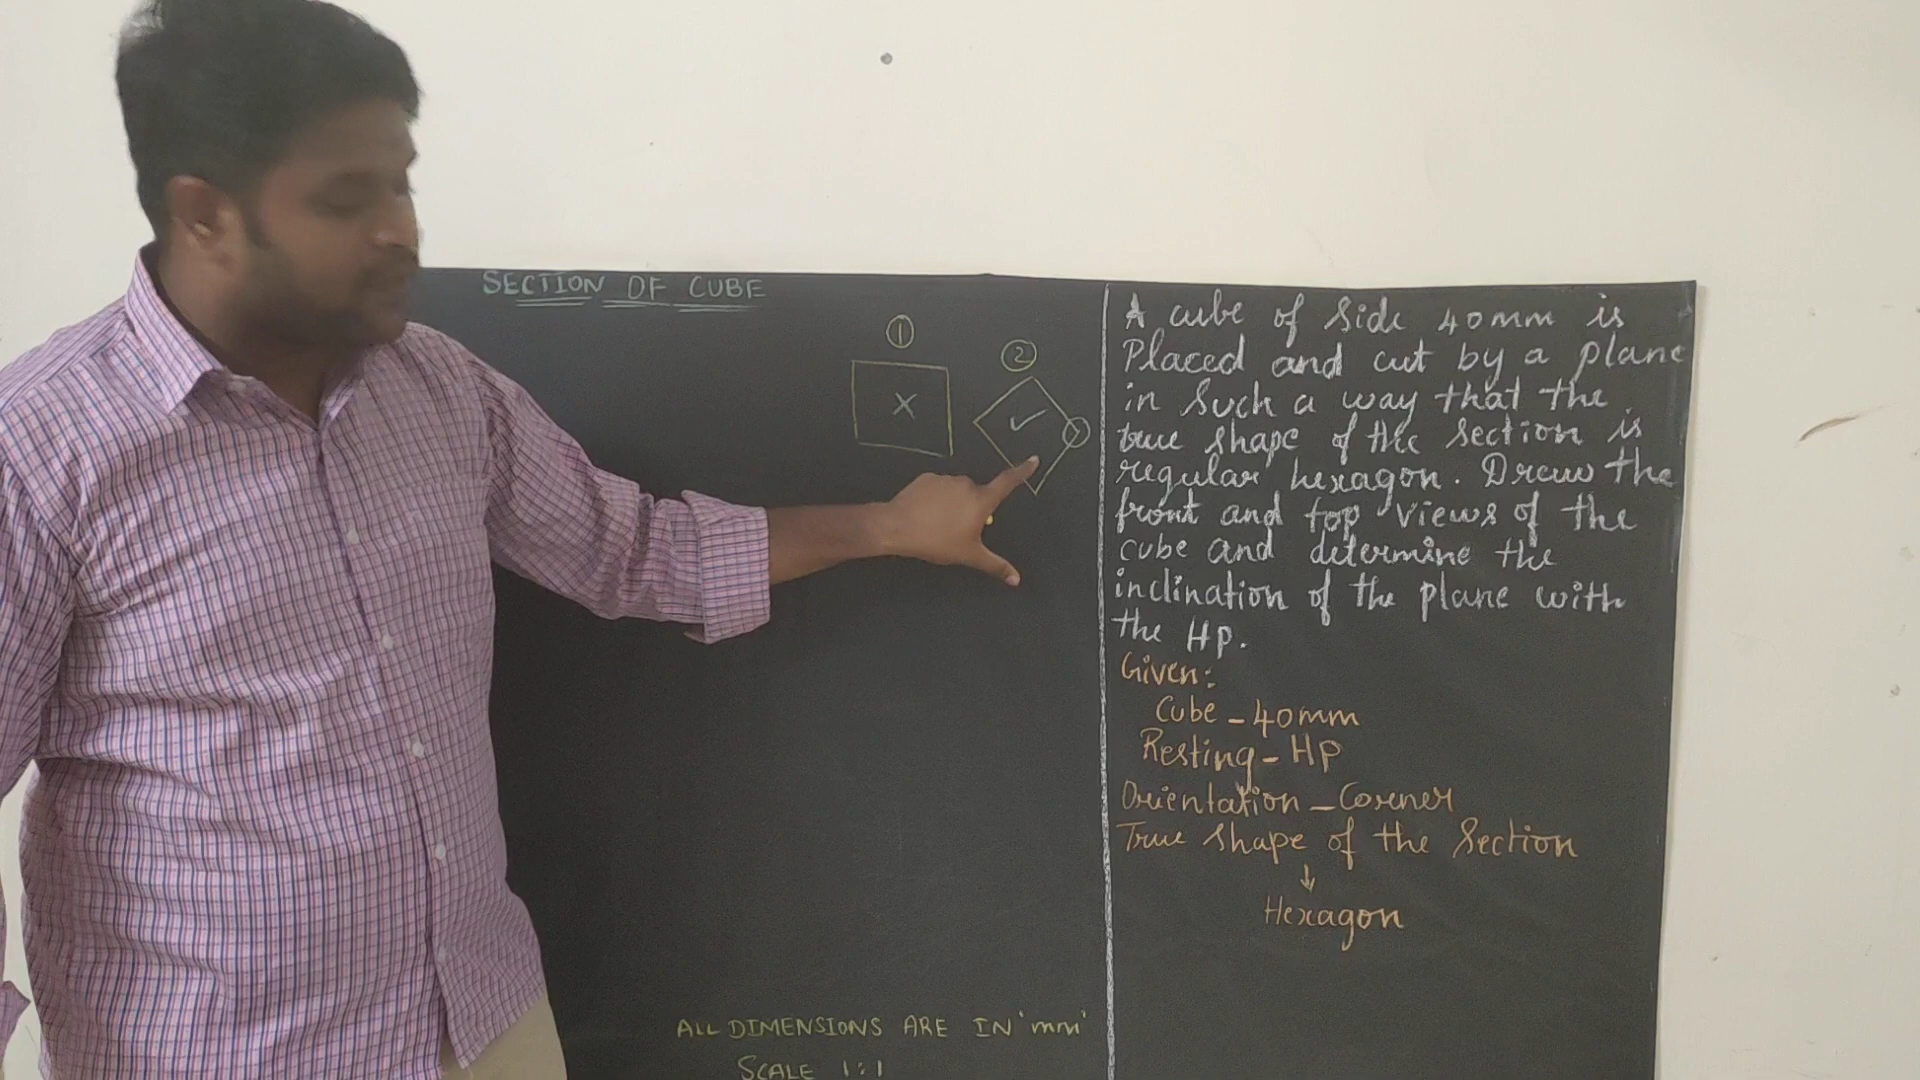 SECTION OF CUBE
①
②
A cube of side 40mm is
Placed and cut by a plane
in such a way that the
true shape of the section is
regular hexagon. Draw the
front and top views of the
cube and determine the
inclination of the plane with
the HP.
Given:
Cube - 40mm
Resting - HP
Orientation - Corner
True shape of the section
↓
Hexagon
ALL DIMENSIONS ARE IN 'mm'
SCALE 1:1